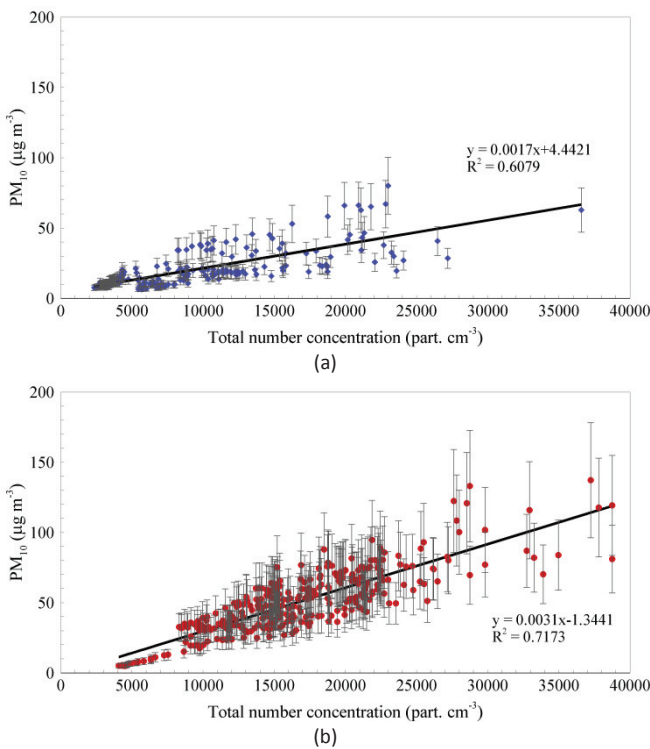 200
150
100
50
0
PM₁₀ (µg m⁻³)
y = 0.0017x+4.4421
R² = 0.6079
0 5000 10000 15000 20000 25000 30000 35000 40000
Total number concentration (part. cm⁻³)
(a)
200
150
100
50
0
PM₁₀ (µg m⁻³)
y = 0.0031x-1.3441
R² = 0.7173
0 5000 10000 15000 20000 25000 30000 35000 40000
Total number concentration (part. cm⁻³)
(b)